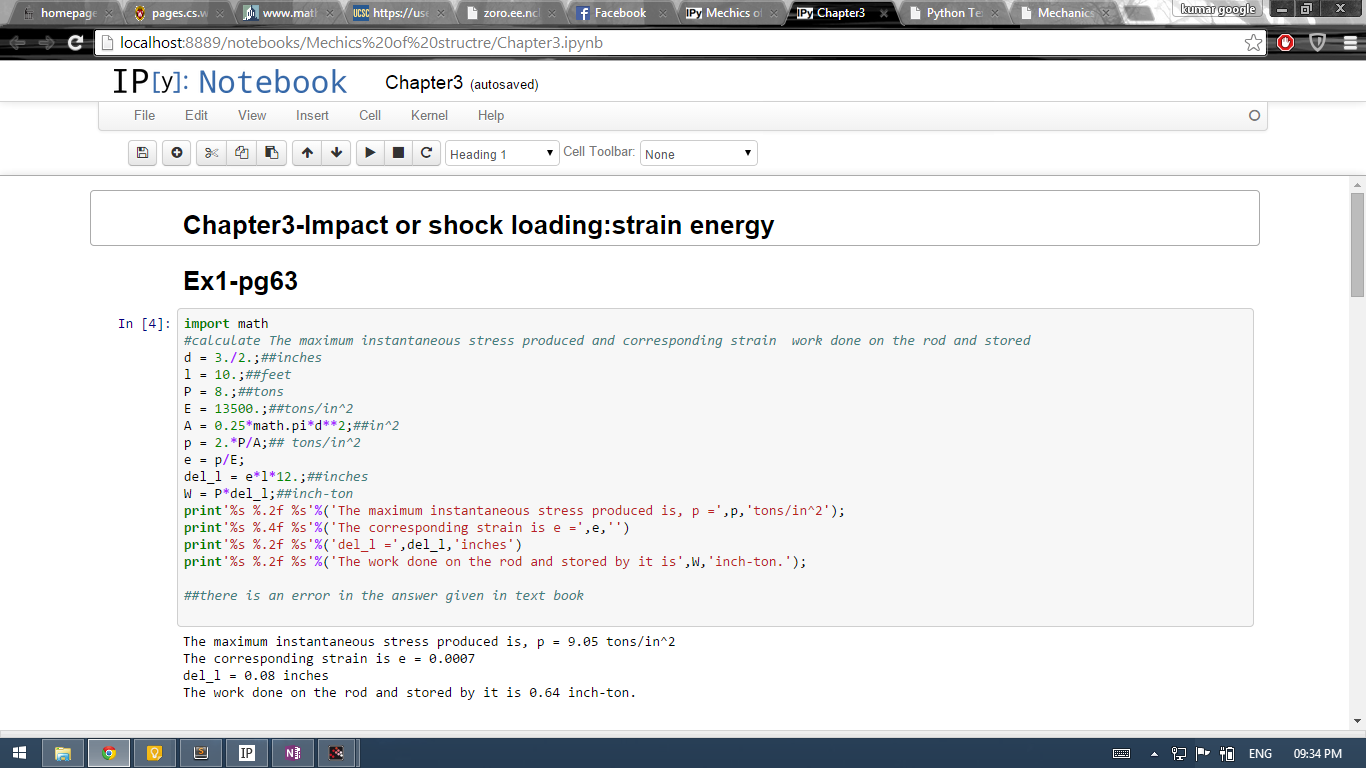 homepage pages.cs.w www.mat https://use zoro.ee.ncl Facebook Mechics of Chapter3 Python Te Mechanics kumar google
localhost:8889/notebooks/Mechics%20of%20structre/Chapter3.ipynb
IP[y]: Notebook Chapter3 (autosaved)
File Edit View Insert Cell Kernel Help
Heading 1 Cell Toolbar: None
Chapter3-Impact or shock loading:strain energy
Ex1-pg63
In [4]: import math
#calculate The maximum instantaneous stress produced and corresponding strain  work done on the rod and stored
d = 3./2.;##inches
l = 10.;##feet
P = 8.;##tons
E = 13500.;##tons/in^2
A = 0.25*math.pi*d**2;##in^2
p = 2.*P/A;## tons/in^2
e = p/E;
del_l = e*l*12.;##inches
W = P*del_l;##inch-ton
print'%s %.2f %s'%('The maximum instantaneous stress produced is, p =',p,'tons/in^2');
print'%s %.4f %s'%('The corresponding strain is e =',e,'')
print'%s %.2f %s'%('del_l =',del_l,'inches')
print'%s %.2f %s'%('The work done on the rod and stored by it is',W,'inch-ton.');
##there is an error in the answer given in text book
The maximum instantaneous stress produced is, p = 9.05 tons/in^2
The corresponding strain is e = 0.0007
del_l = 0.08 inches
The work done on the rod and stored by it is 0.64 inch-ton.
IP ENG 09:34 PM